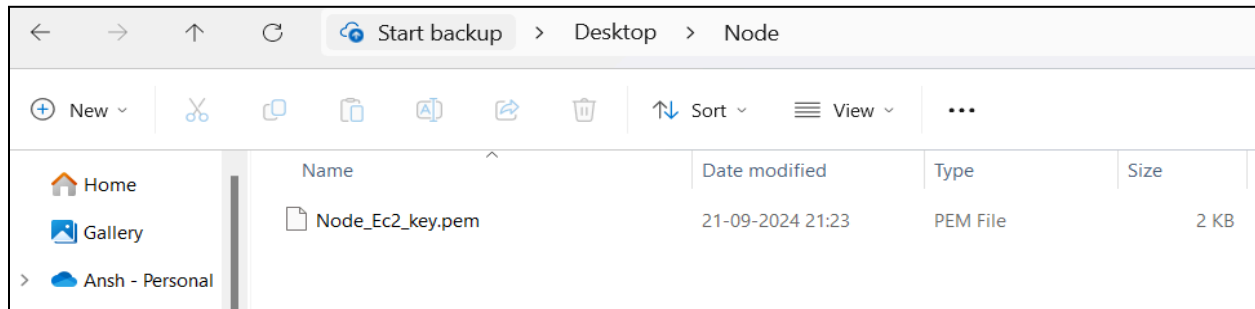 Start backup > Desktop > Node
New Sort View ...
Name Date modified Type Size
Home
Node_Ec2_key.pem 21-09-2024 21:23 PEM File 2 KB
Gallery
Ansh - Personal